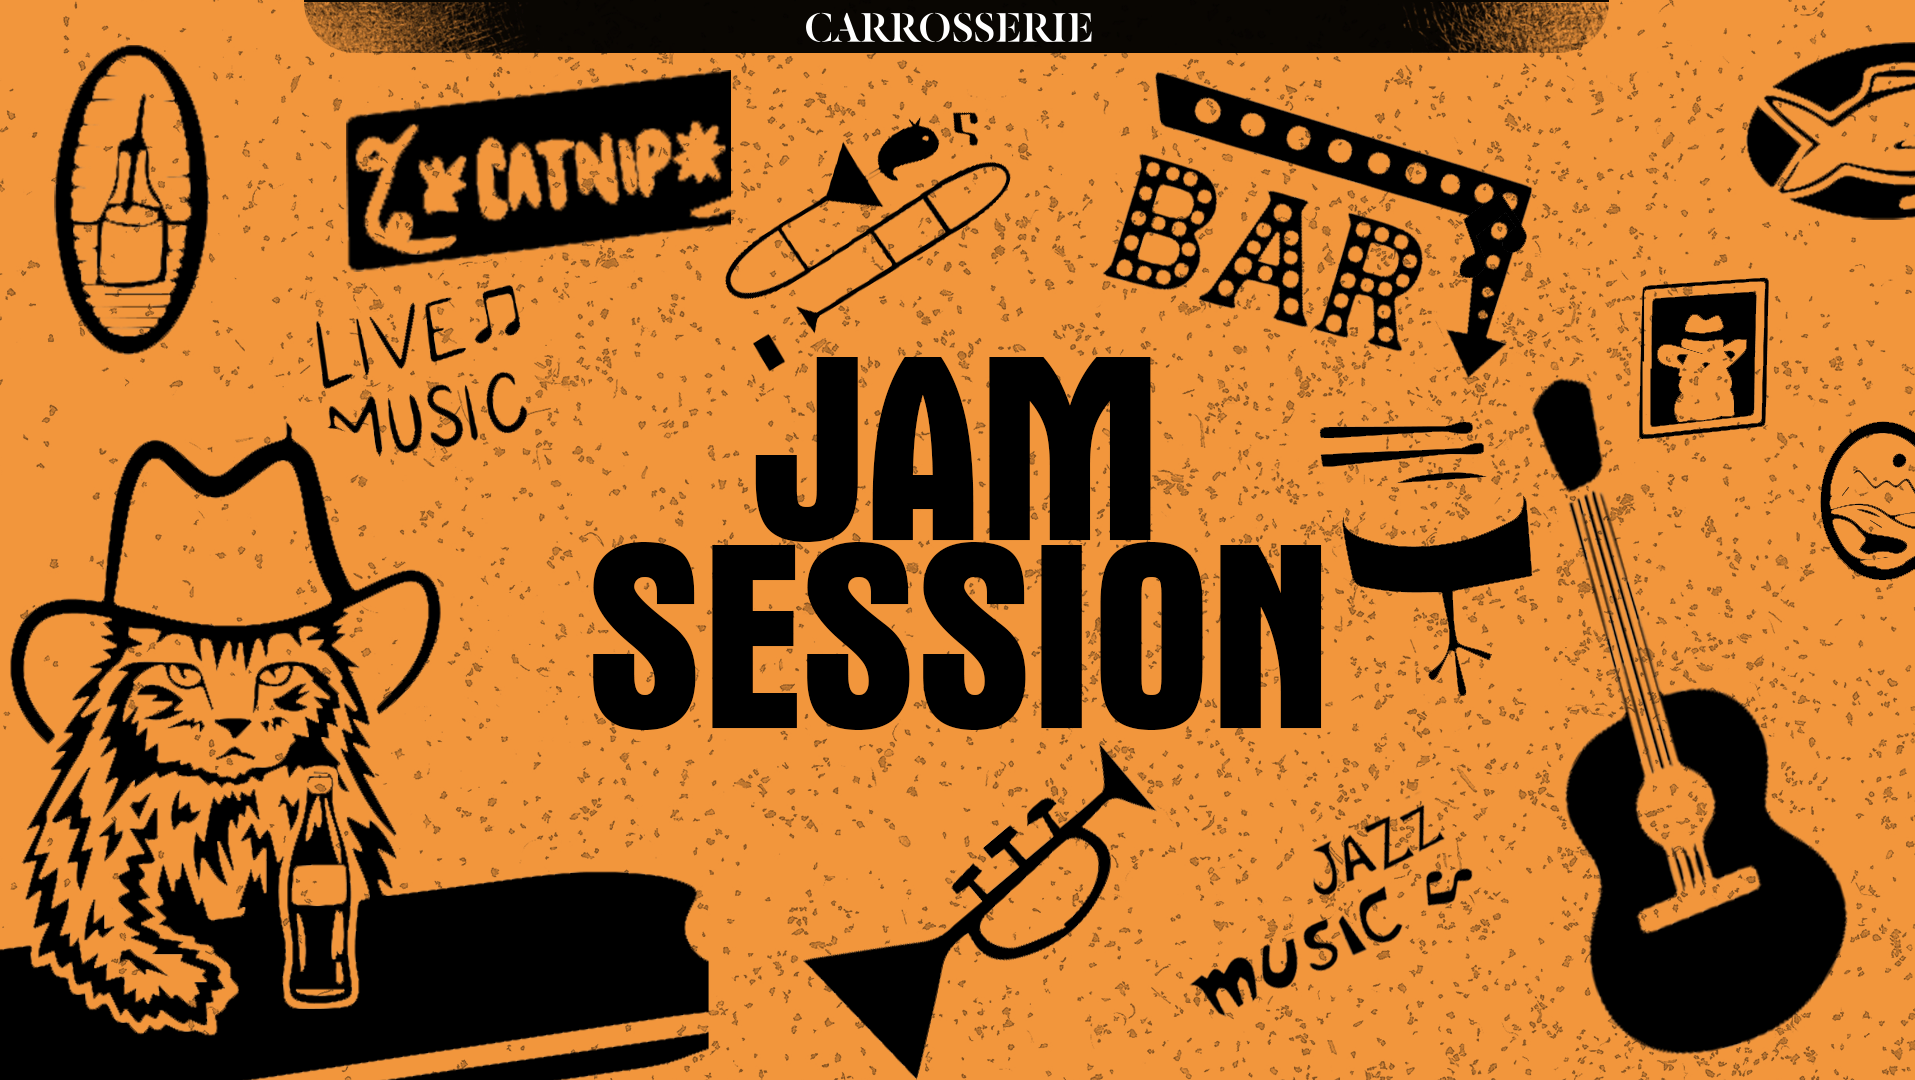 CARROSSERIE
CATNIP
LIVE
MUSIC
BAR
JAM
SESSION
JAZZ
MUSIC